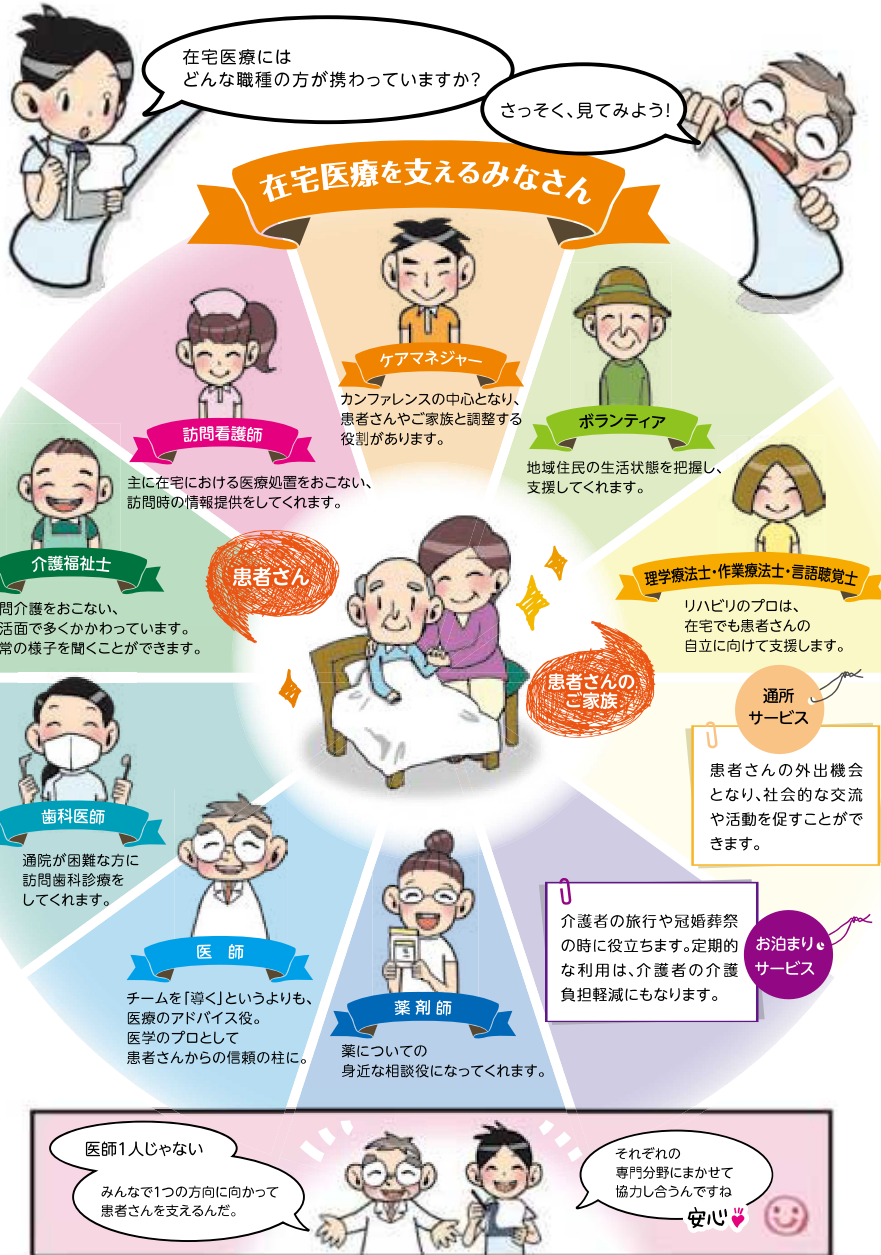 在宅医療には
どんな職種の方が携わっていますか?
さっそく、見てみよう!
在宅医療を支えるみなさん
ケアマネジャー
カンファレンスの中心となり、
患者さんやご家族と調整する
役割があります。
訪問看護師
主に在宅における医療処置をおこない、
訪問時の情報提供をしてくれます。
ボランティア
地域住民の生活状態を把握し、
支援してくれます。
介護福祉士
問介護をおこない、
活面で多くかかわっています。
常の様子を聞くことができます。
患者さん
患者さんの
ご家族
理学療法士・作業療法士・言語聴覚士
リハビリのプロは、
在宅でも患者さんの
自立に向けて支援します。
通所
サービス
患者さんの外出機会
となり、社会的な交流
や活動を促すことがで
きます。
歯科医師
通院が困難な方に
訪問歯科診療を
してくれます。
医師
チームを「導く」というよりも、
医療のアドバイス役。
医学のプロとして
患者さんからの信頼の柱に。
薬剤師
薬についての
身近な相談役になってくれます。
介護者の旅行や冠婚葬祭
の時に役立ちます。定期的
な利用は、介護者の介護
負担軽減にもなります。
お泊まり
サービス
医師1人じゃない
みんなで1つの方向に向かって
患者さんを支えるんだ。
それぞれの
専門分野にまかせて
協力し合うんですね
安心